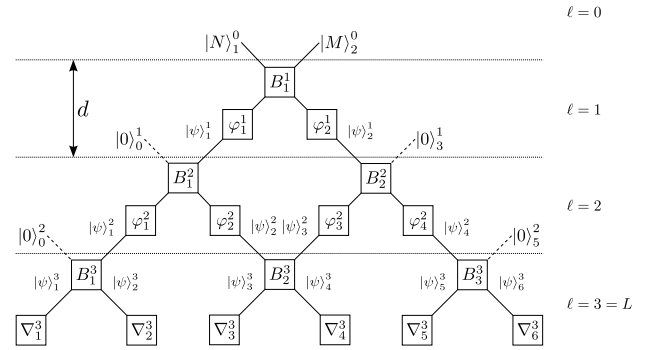 ℓ = 0
|N⟩₁⁰ |M⟩₂⁰
B₁¹
d
φ₁¹ φ₂¹
ℓ = 1
|0⟩₀¹ |ψ⟩₁¹ |ψ⟩₂¹ |0⟩₃¹
B₁² B₂²
ℓ = 2
|0⟩₀² |ψ⟩₁² φ₁² φ₂² |ψ⟩₂² |ψ⟩₃² φ₃² φ₄² |ψ⟩₄² |0⟩₅²
|ψ⟩₁³ B₁³ |ψ⟩₂³ |ψ⟩₃³ B₂³ |ψ⟩₄³ |ψ⟩₅³ B₃³ |ψ⟩₆³
ℓ = 3 = L
∇₁³ ∇₂³ ∇₃³ ∇₄³ ∇₅³ ∇₆³